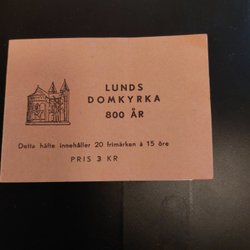 LUNDS
DOMKYRKA
800 ÅR
Detta häfte innehåller 20 frimärken à 15 öre
PRIS 3 KR